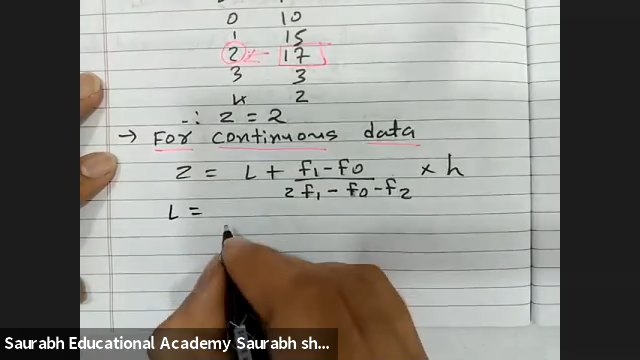 0 10
1 15
2 17
3 3
4 2
∴ z = 2
→ For continuous data
z = L + f1-f0 / 2f1-f0-f2 × h
L =
Saurabh Educational Academy Saurabh sh...